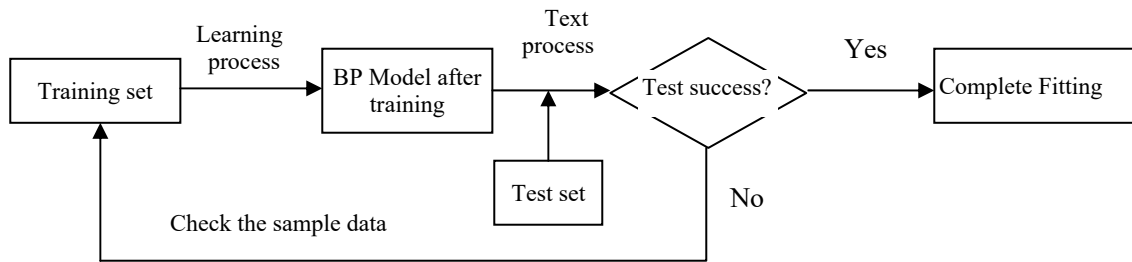 Training set
Learning
process
BP Model after
training
Text
process
Test set
Test success?
Yes
Complete Fitting
No
Check the sample data